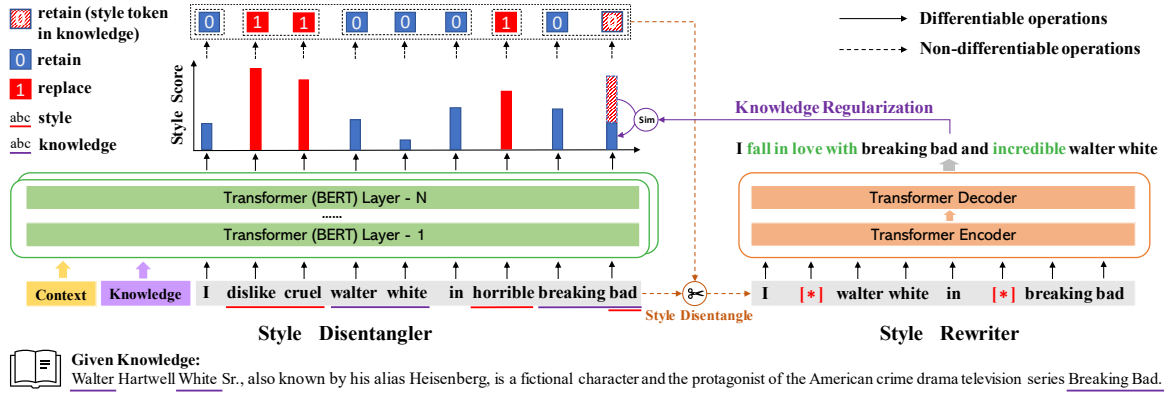 retain (style token
in knowledge)
0 retain
1 replace
abc style
abc knowledge
0 1 1 0 0 0 1 0 0
Style Score
Sim
Differentiable operations
Non-differentiable operations
Knowledge Regularization
I fall in love with breaking bad and incredible walter white
Transformer (BERT) Layer - N
......
Transformer (BERT) Layer - 1
Transformer Decoder
Transformer Encoder
Context Knowledge I dislike cruel walter white in horrible breaking bad
I [*] walter white in [*] breaking bad
Style Disentangle
Style Disentangler
Style Rewriter
Given Knowledge:
Walter Hartwell White Sr., also known by his alias Heisenberg, is a fictional character and the protagonist of the American crime drama television series Breaking Bad.